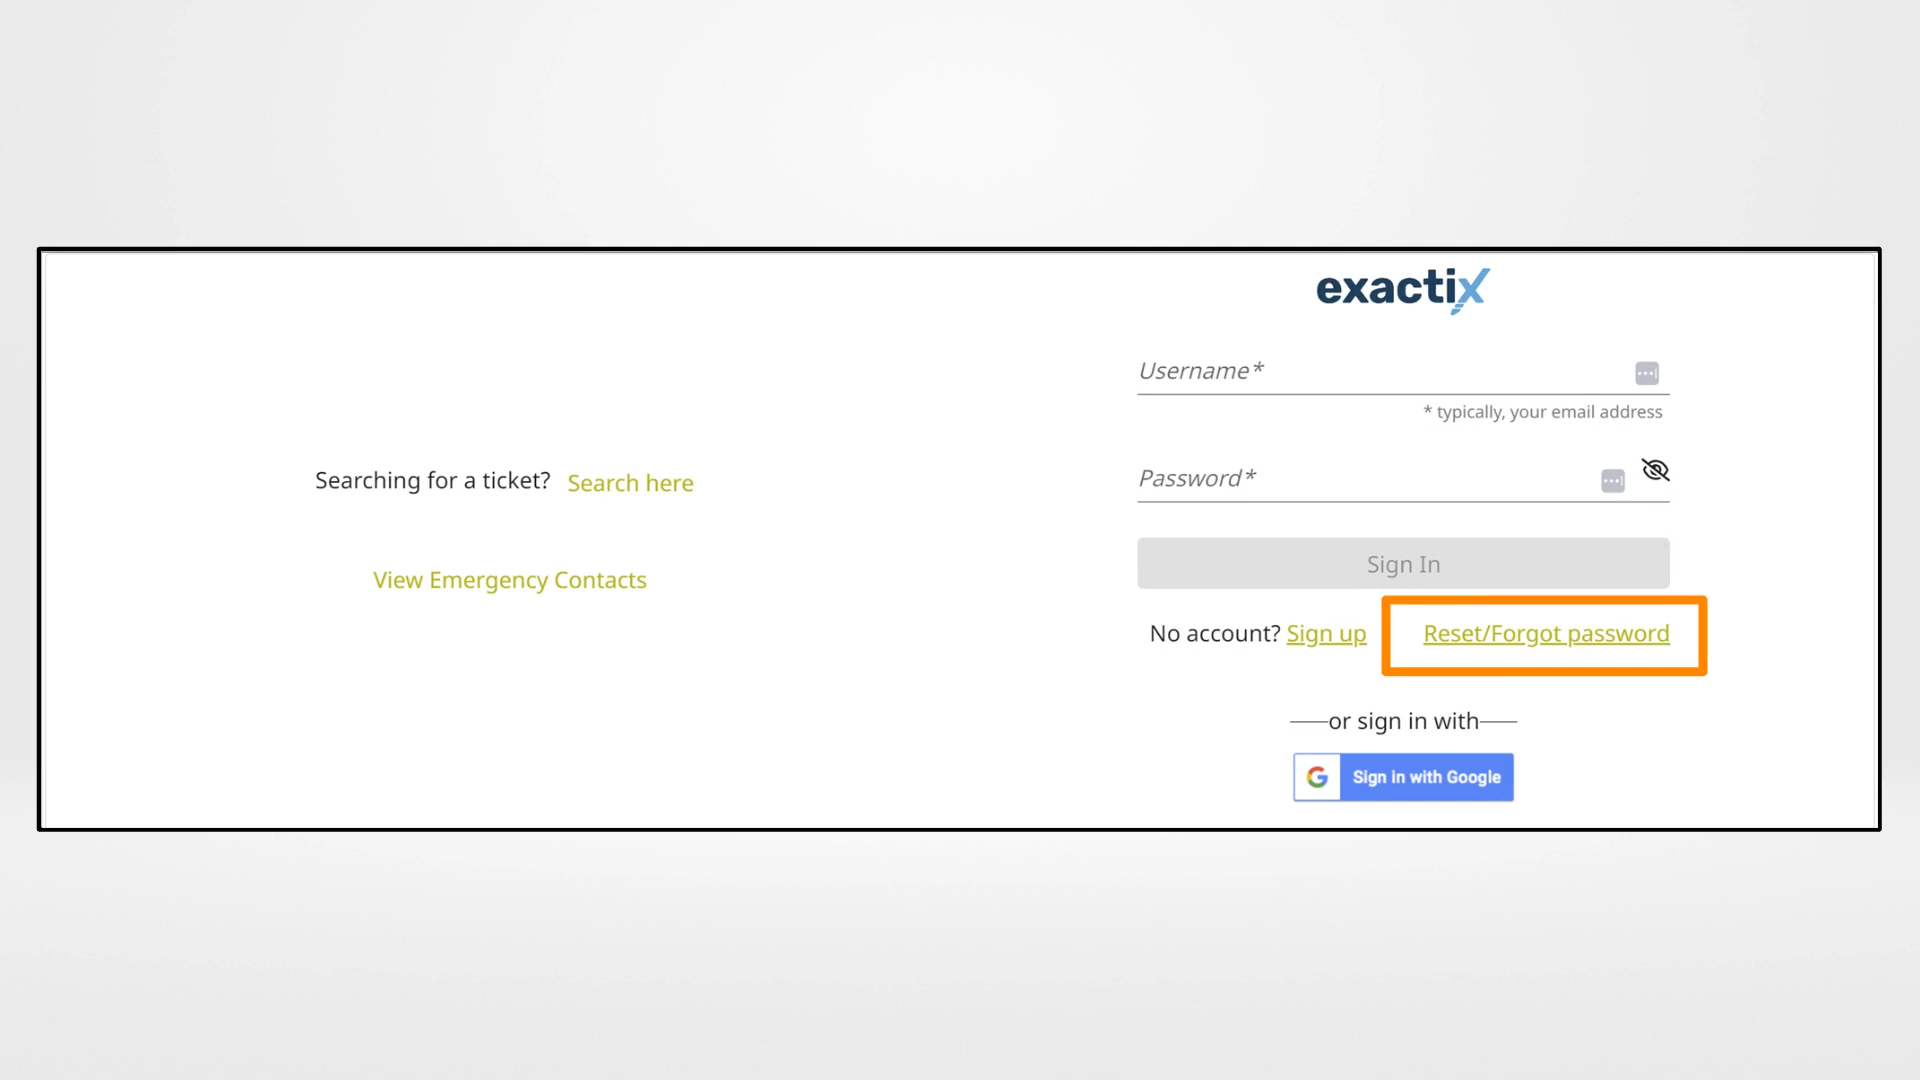 exactix
Username*
* typically, your email address
Searching for a ticket? Search here
Password*
View Emergency Contacts
Sign In
No account? Sign up Reset/Forgot password
or sign in with
Sign in with Google